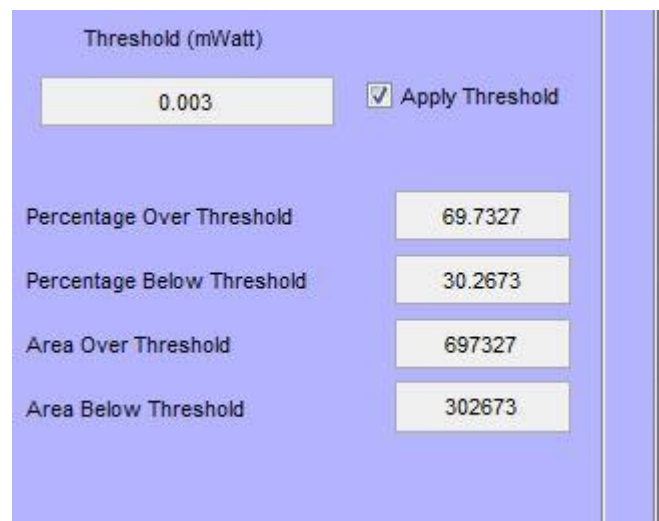 Threshold (mWatt)
0.003
Apply Threshold
Percentage Over Threshold 69.7327
Percentage Below Threshold 30.2673
Area Over Threshold 697327
Area Below Threshold 302673